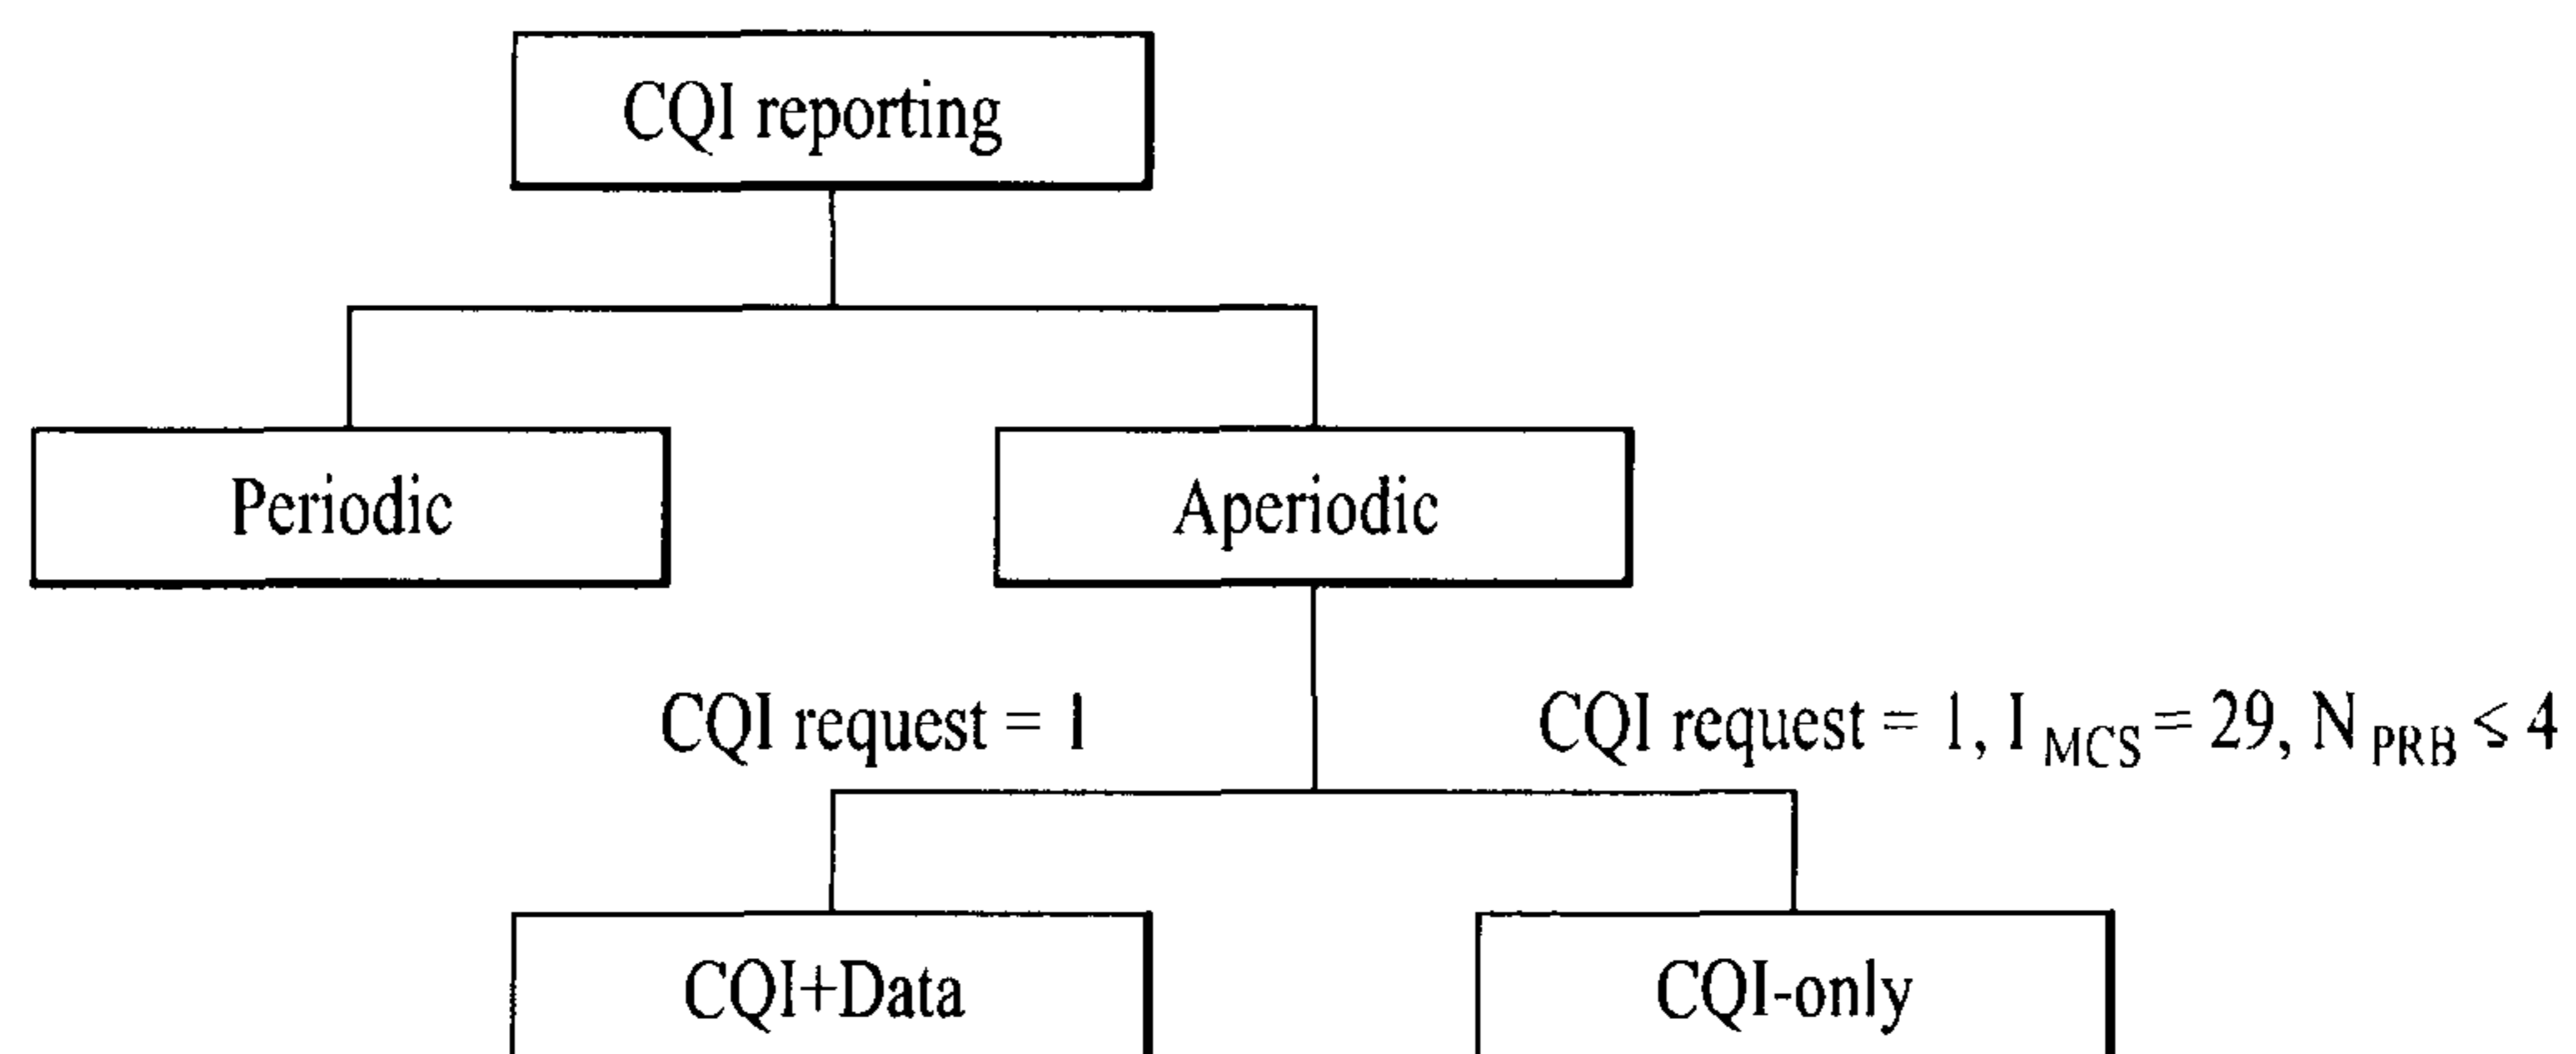 CQI reporting
Periodic
Aperiodic
CQI request = 1
CQI request = 1, I MCS = 29, N PRB ≤ 4
CQI+Data
CQI-only